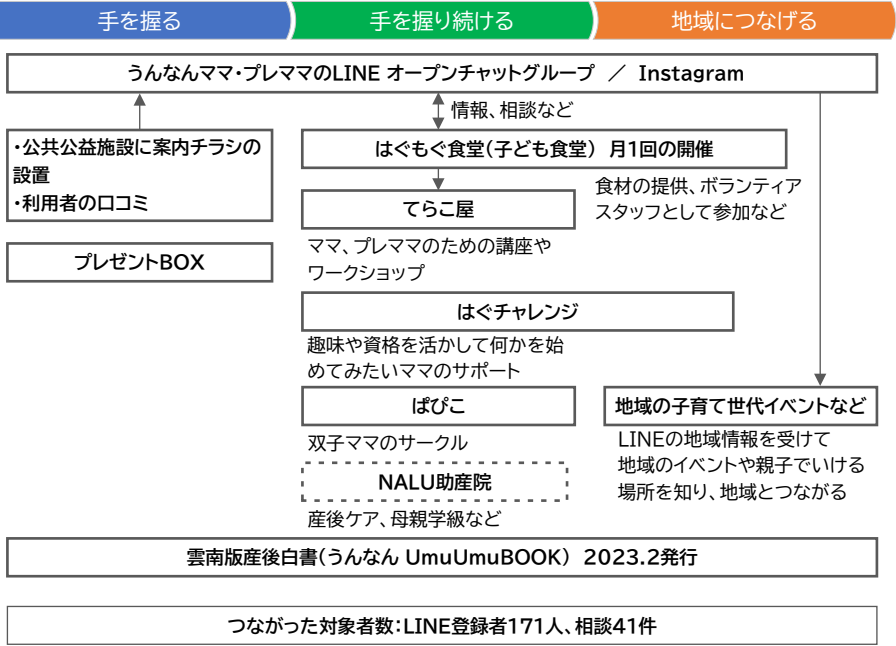 手を握る
手を握り続ける
地域につなげる
うんなんママ・プレママのLINE オープンチャットグループ ／ Instagram
情報、相談など
・公共公益施設に案内チラシの
設置
・利用者の口コミ
はぐもぐ食堂(子ども食堂) 月1回の開催
食材の提供、ボランティア
スタッフとして参加など
てらこ屋
ママ、プレママのための講座や
ワークショップ
プレゼントBOX
はぐチャレンジ
趣味や資格を活かして何かを始
めてみたいママのサポート
ぱぴこ
双子ママのサークル
地域の子育て世代イベントなど
LINEの地域情報を受けて
地域のイベントや親子でいける
場所を知り、地域とつながる
NALU助産院
産後ケア、母親学級など
雲南版産後白書(うんなん UmuUmuBOOK) 2023.2発行
つながった対象者数：LINE登録者171人、相談41件